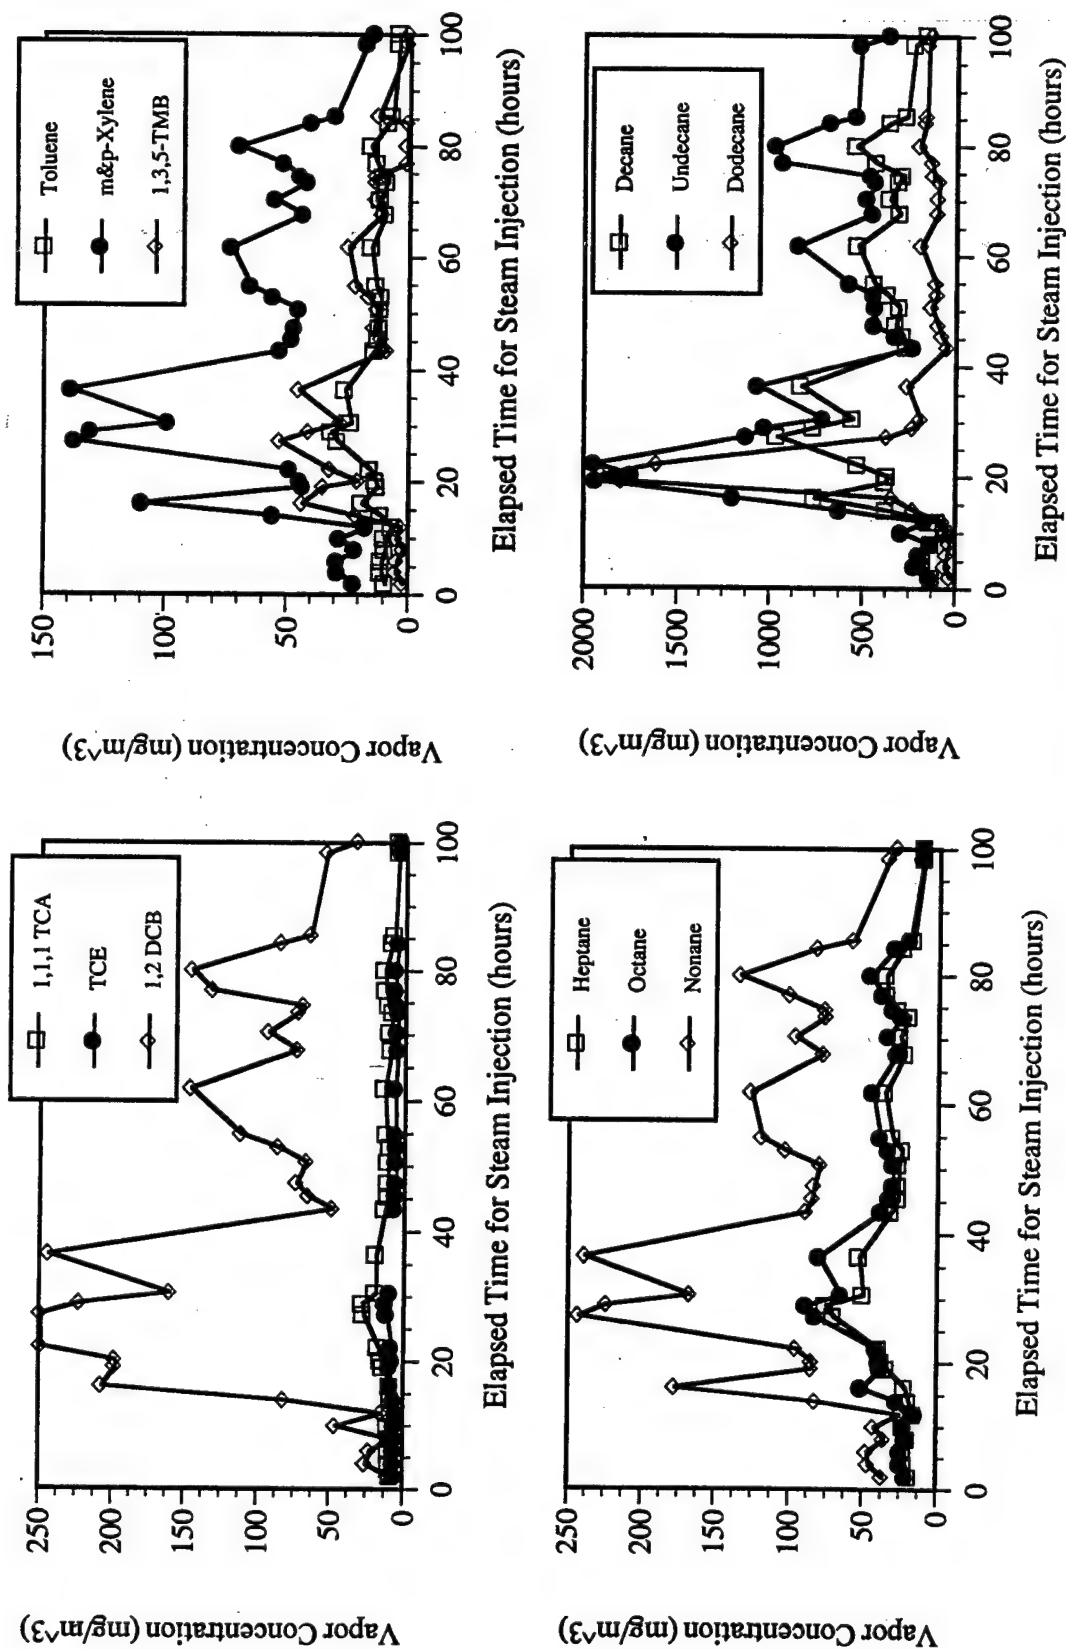 Vapor Concentration (mg/m^3)
250
200
150
100
50
0
1,1,1 TCA
TCE
1,2 DCB
0
20
40
60
80
100
Elapsed Time for Steam Injection (hours)
Vapor Concentration (mg/m^3)
150
100
50
0
Toluene
m&p-Xylene
1,3,5-TMB
0
20
40
60
80
100
Elapsed Time for Steam Injection (hours)
Vapor Concentration (mg/m^3)
250
200
150
100
50
0
Heptane
Octane
Nonane
0
20
40
60
80
100
Elapsed Time for Steam Injection (hours)
Vapor Concentration (mg/m^3)
2000
1500
1000
500
0
Decane
Undecane
Dodecane
0
20
40
60
80
100
Elapsed Time for Steam Injection (hours)